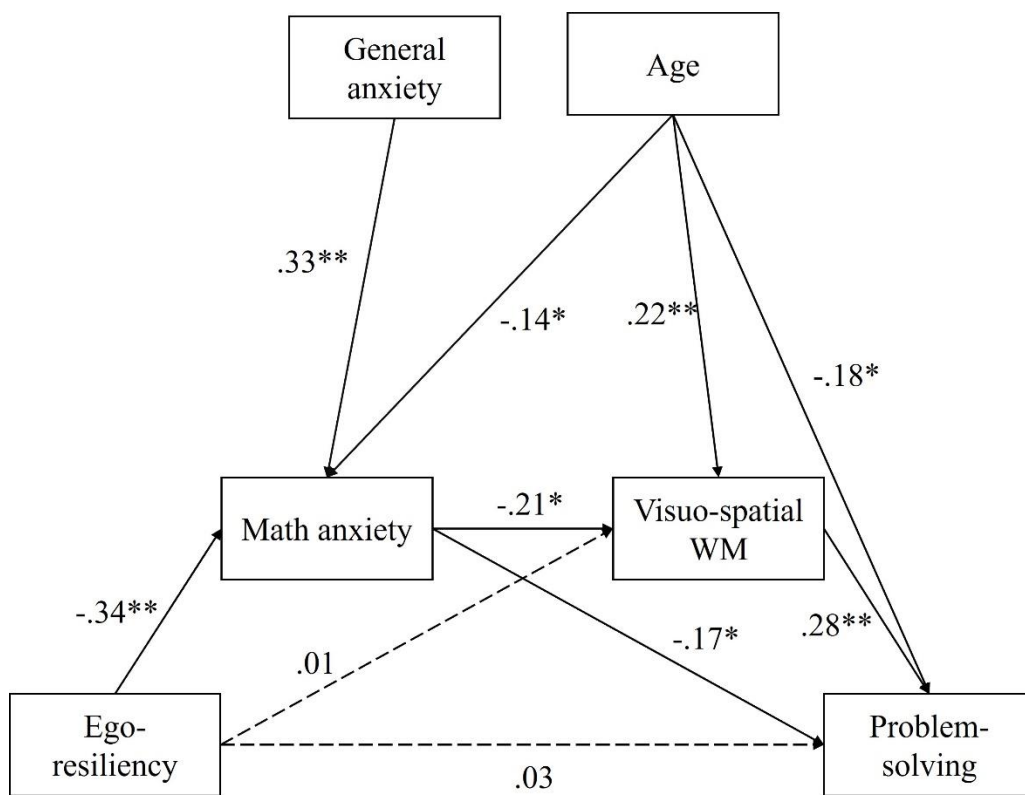 General
anxiety
Age
.33**
-.14*
.22**
-.18*
Math anxiety
-.21*
Visuo-spatial
WM
-.34**
.01
-.17*
.28**
Ego-
resiliency
.03
Problem-
solving